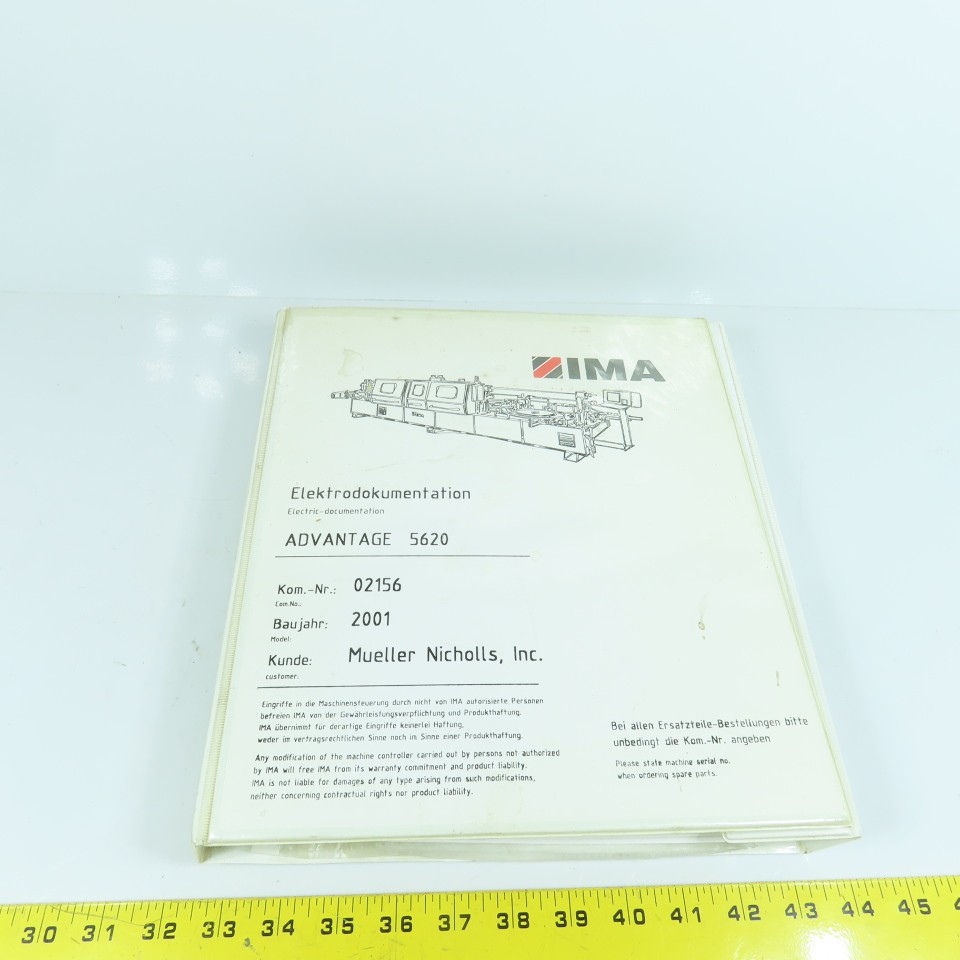 IMA
Elektrodokumentation
Electric-documentation
ADVANTAGE 5620
Kom.-Nr.: 02156
Com.No.:
Baujahr: 2001
Model:
Kunde: Mueller Nicholls, Inc.
customer:
Eingriffe in die Maschinensteuerung durch nicht von IMA autorisierte Personen
befreien IMA von der Gewährleistungsverpflichtung und Produkthaftung.
IMA übernimmt für derartige Eingriffe keinerlei Haftung,
weder im vertragsrechtlichen Sinne noch im Sinne einer Produkthaftung.
Any modification of the machine controller carried out by persons not authorized
by IMA will free IMA from its warranty commitment and product liability.
IMA is not liable for damages of any type arising from such modifications,
neither concerning contractual rights nor product liability.
Bei allen Ersatzteile-Bestellungen bitte
unbedingt die Kom.-Nr. angeben
Please state machine serial no.
when ordering spare parts.
30 31 32 33 34 35 36 37 38 39 40 41 42 43 44 45